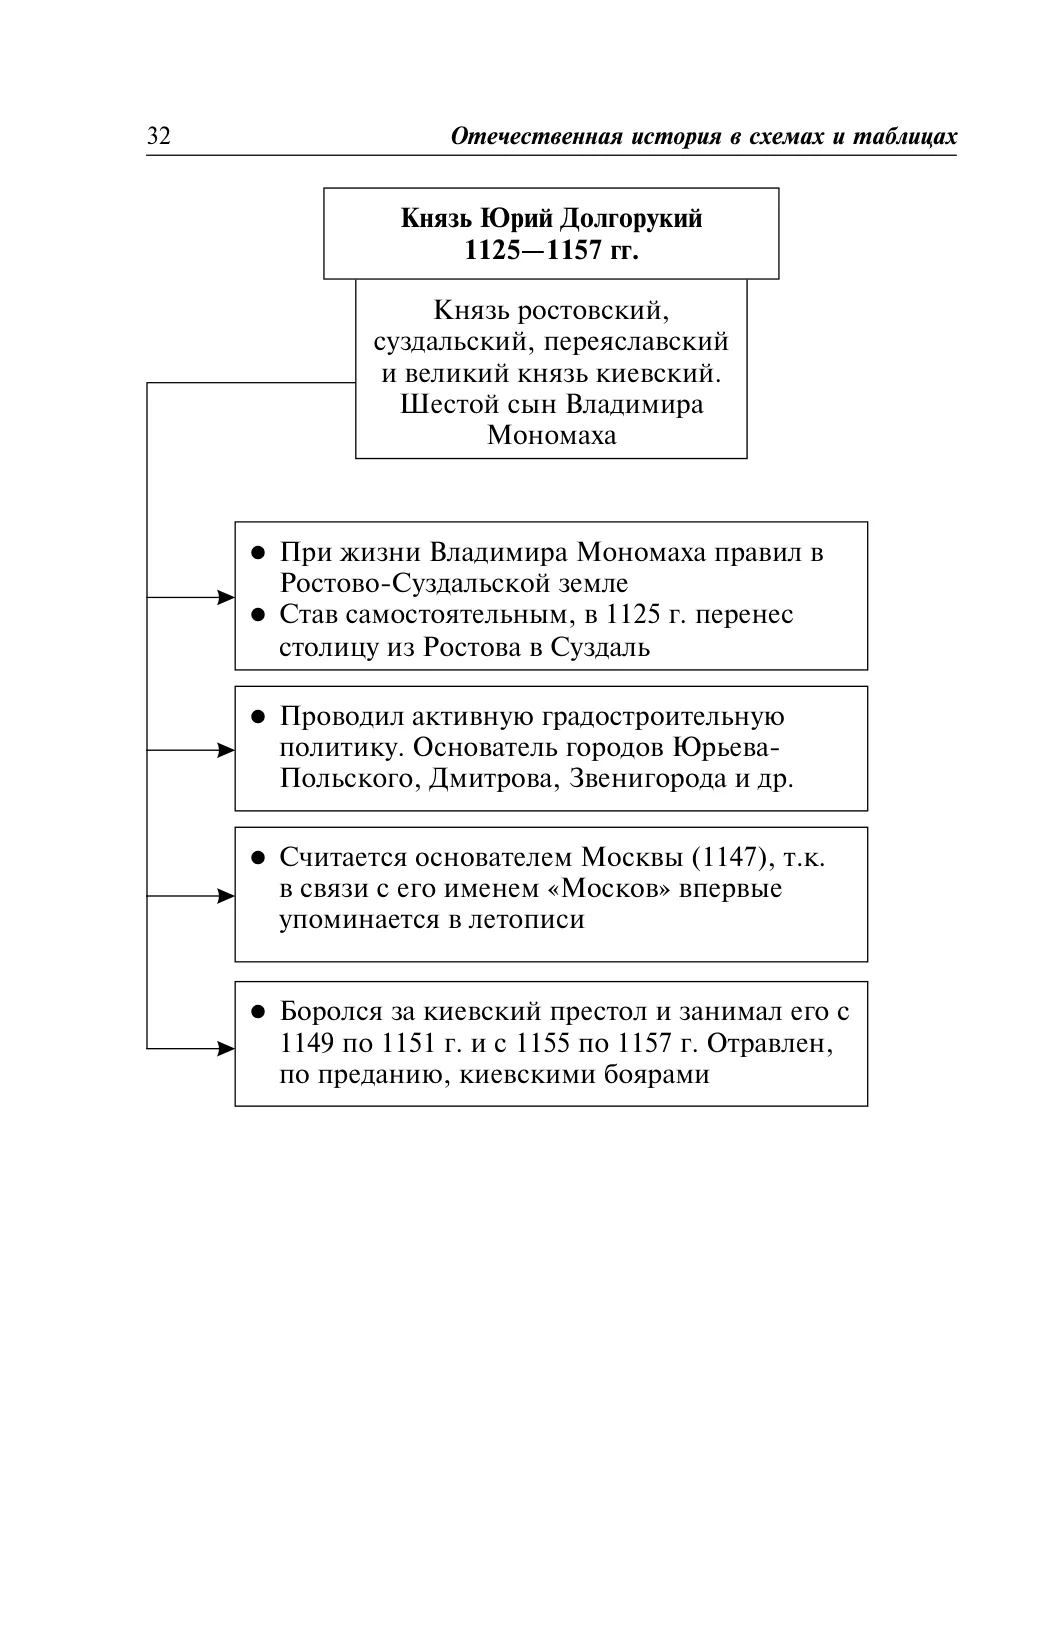 32
Отечественная история в схемах и таблицах
Князь Юрий Долгорукий
1125—1157 гг.
Князь ростовский,
суздальский, переяславский
и великий князь киевский.
Шестой сын Владимира
Мономаха
● При жизни Владимира Мономаха правил в
Ростово-Суздальской земле
● Став самостоятельным, в 1125 г. перенес
столицу из Ростова в Суздаль
● Проводил активную градостроительную
политику. Основатель городов Юрьева-
Польского, Дмитрова, Звенигорода и др.
● Считается основателем Москвы (1147), т.к.
в связи с его именем «Москов» впервые
упоминается в летописи
● Боролся за киевский престол и занимал его с
1149 по 1151 г. и с 1155 по 1157 г. Отравлен,
по преданию, киевскими боярами